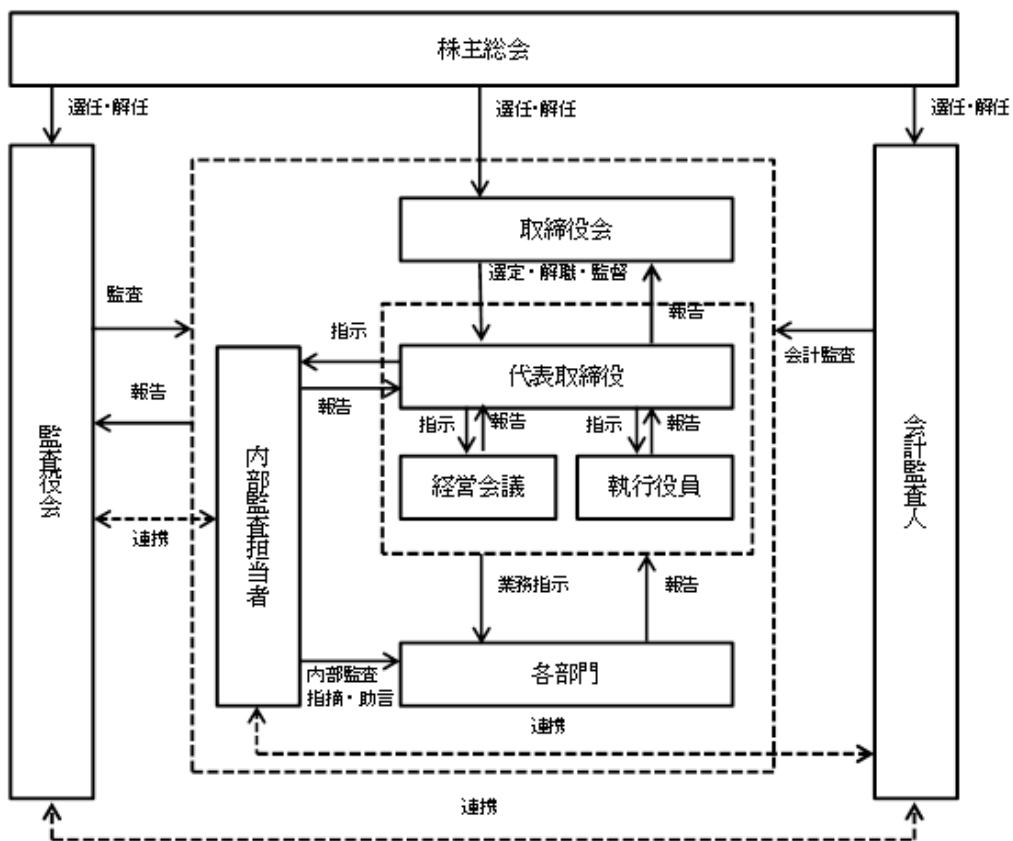 株主総会
選任・解任
選任・解任
選任・解任
取締役会
選定・解職・監督
監査
報告
指示
会計監査
代表取締役
報告
報告
指示
報告
指示
報告
監査役会
内部監査担当者
会計監査人
経営会議
執行役員
連携
業務指示
報告
各部門
内部監査
指摘・助言
連携
連携